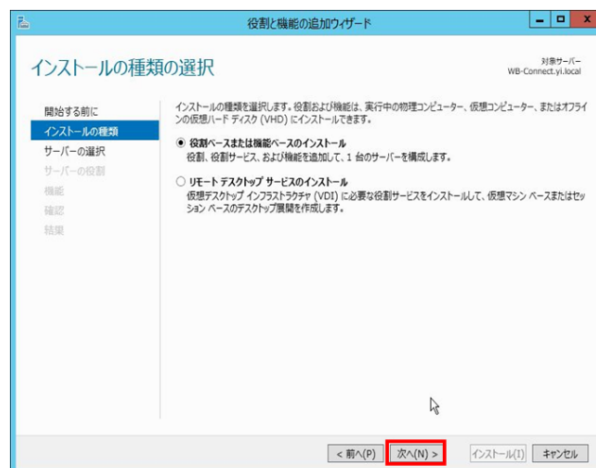 役割と機能の追加ウィザード
インストールの種類の選択
対象サーバー
WB-Connect.yi.local
開始する前に
インストールの種類
サーバーの選択
サーバーの役割
機能
確認
結果
インストールの種類を選択します。役割および機能は、実行中の物理コンピューター、仮想コンピューター、またはオフライ
ンの仮想ハード ディスク (VHD) にインストールできます。
役割ベースまたは機能ベースのインストール
役割、役割サービス、および機能を追加して、1 台のサーバーを構成します。
リモート デスクトップ サービスのインストール
仮想デスクトップ インフラストラクチャ (VDI) に必要な役割サービスをインストールして、仮想マシン ベースまたはセッ
ション ベースのデスクトップ展開を作成します。
< 前へ(P)
次へ(N) >
インストール(I)
キャンセル